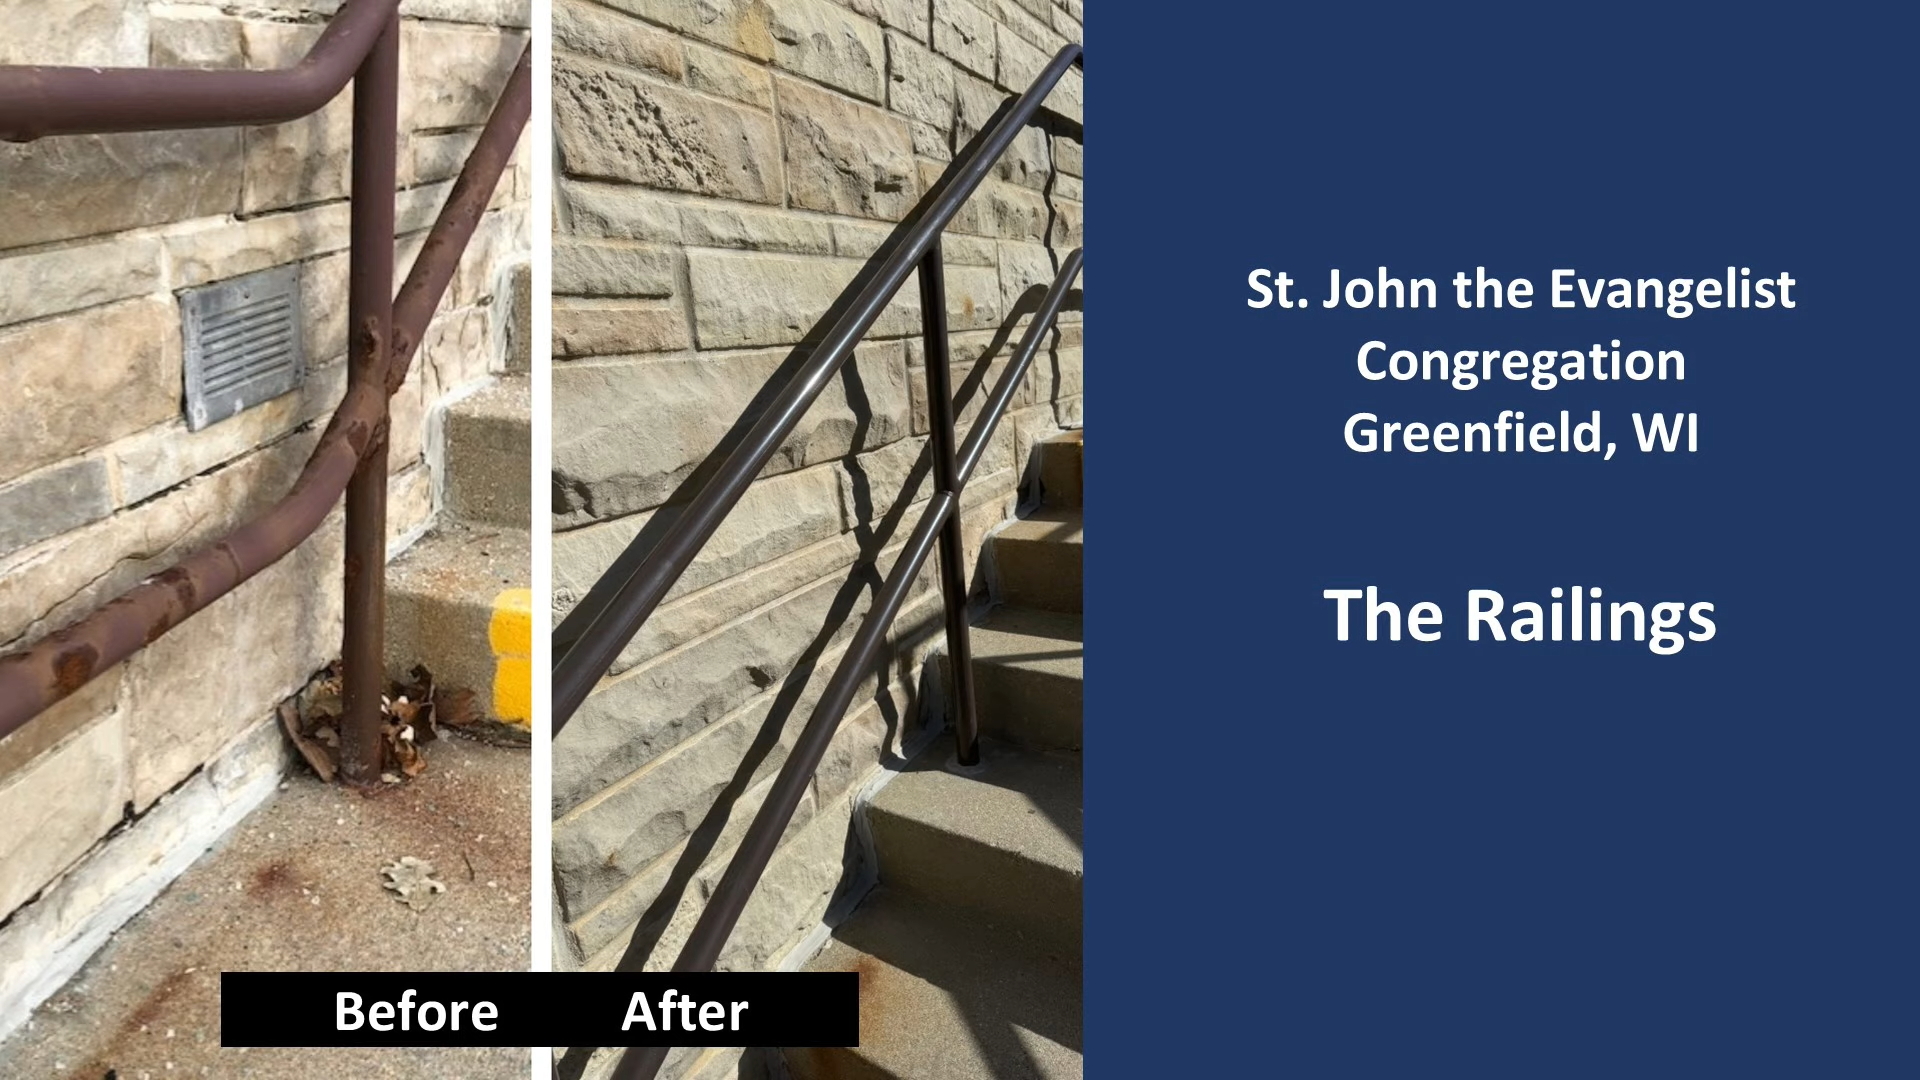 St. John the Evangelist
Congregation
Greenfield, WI
The Railings
Before After